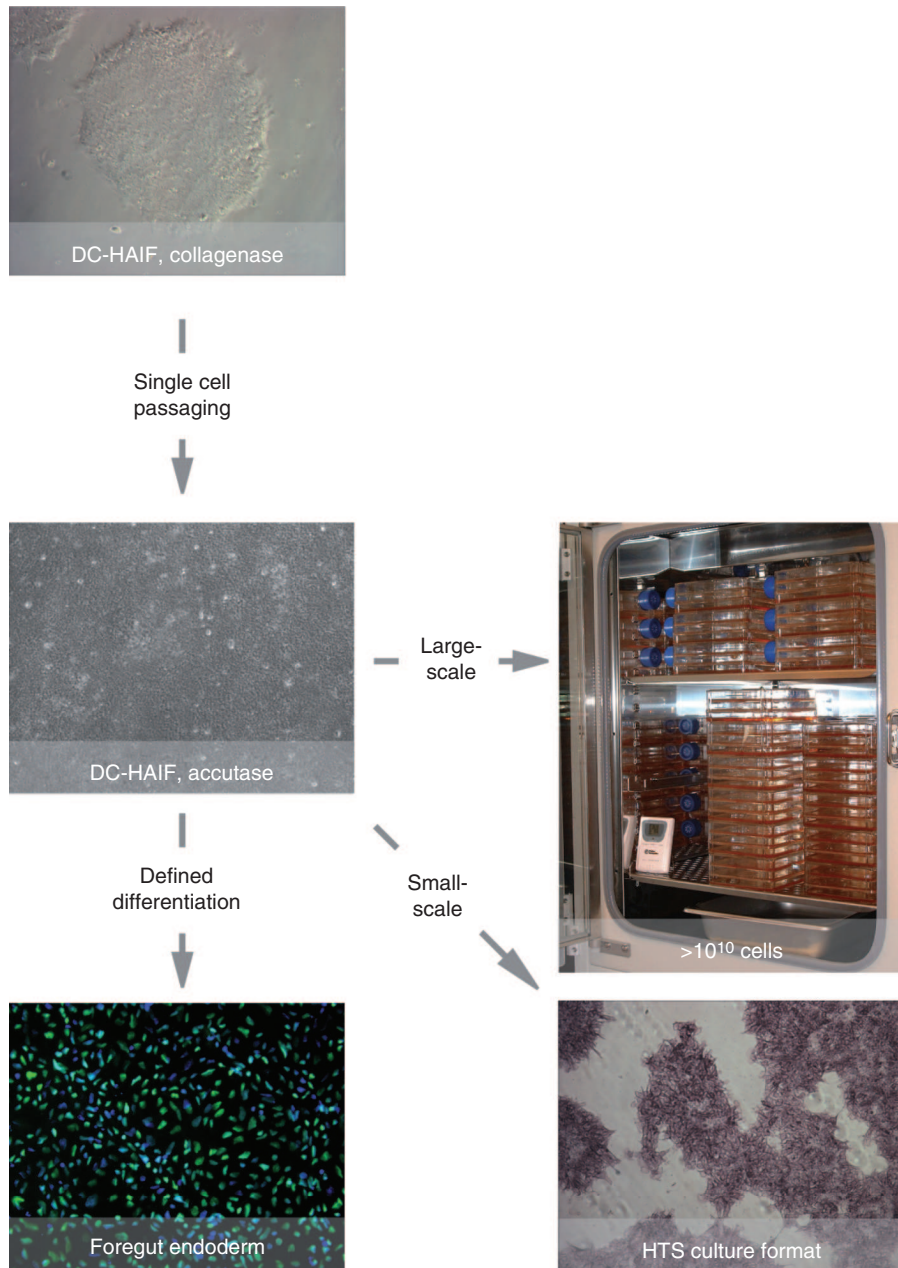 DC-HAIF, collagenase
Single cell
passaging
DC-HAIF, accutase
Large-
scale
>10¹⁰ cells
Defined
differentiation
Small-
scale
Foregut endoderm
HTS culture format